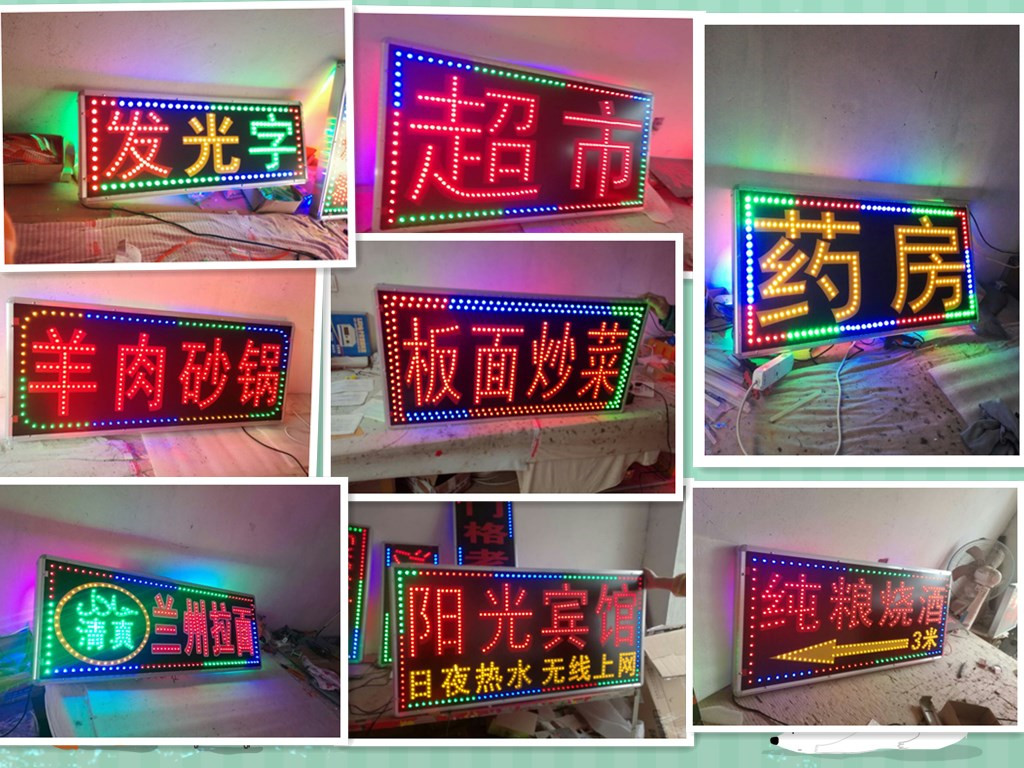 发光字
超市
药房
羊肉砂锅
板面炒菜
清真
兰州拉面
阳光宾馆
日夜热水 无线上网
纯粮烧酒
3米